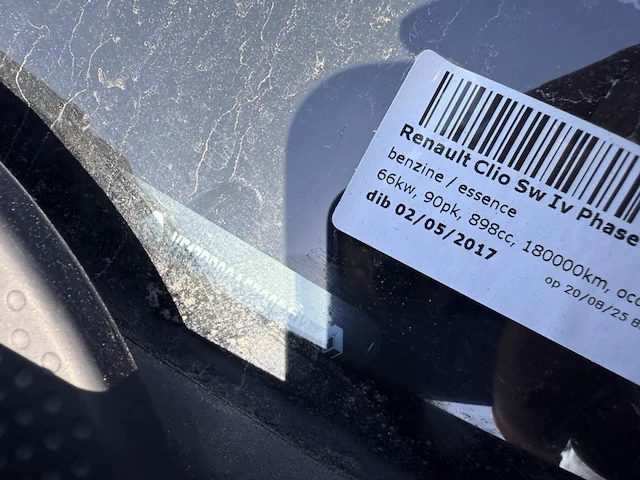 Renault Clio Sw Iv Phase
benzine / essence
66kw, 90pk, 898cc, 180000km, occ
dib 02/05/2017
op 20/08/25